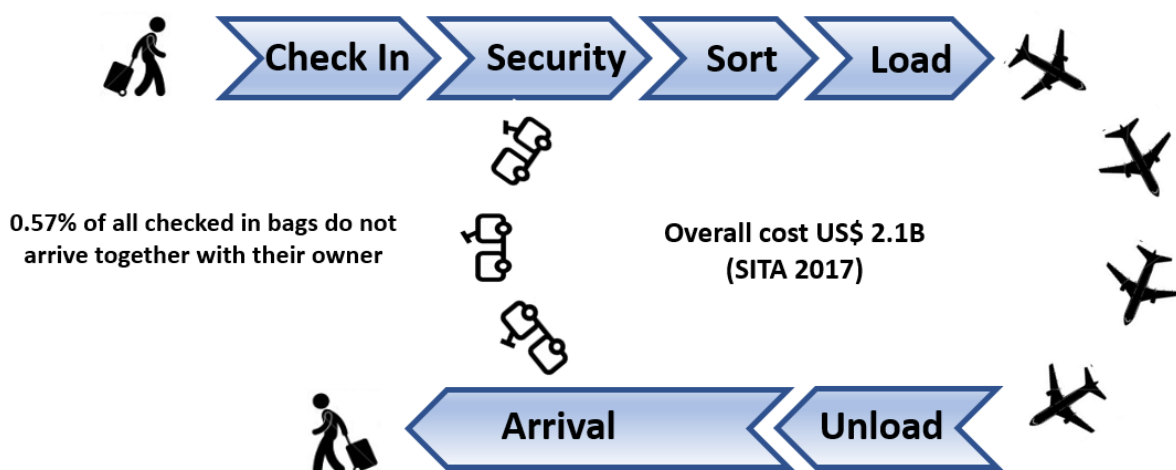 Check In
Security
Sort
Load
0.57% of all checked in bags do not
arrive together with their owner
Overall cost US$ 2.1B
(SITA 2017)
Arrival
Unload